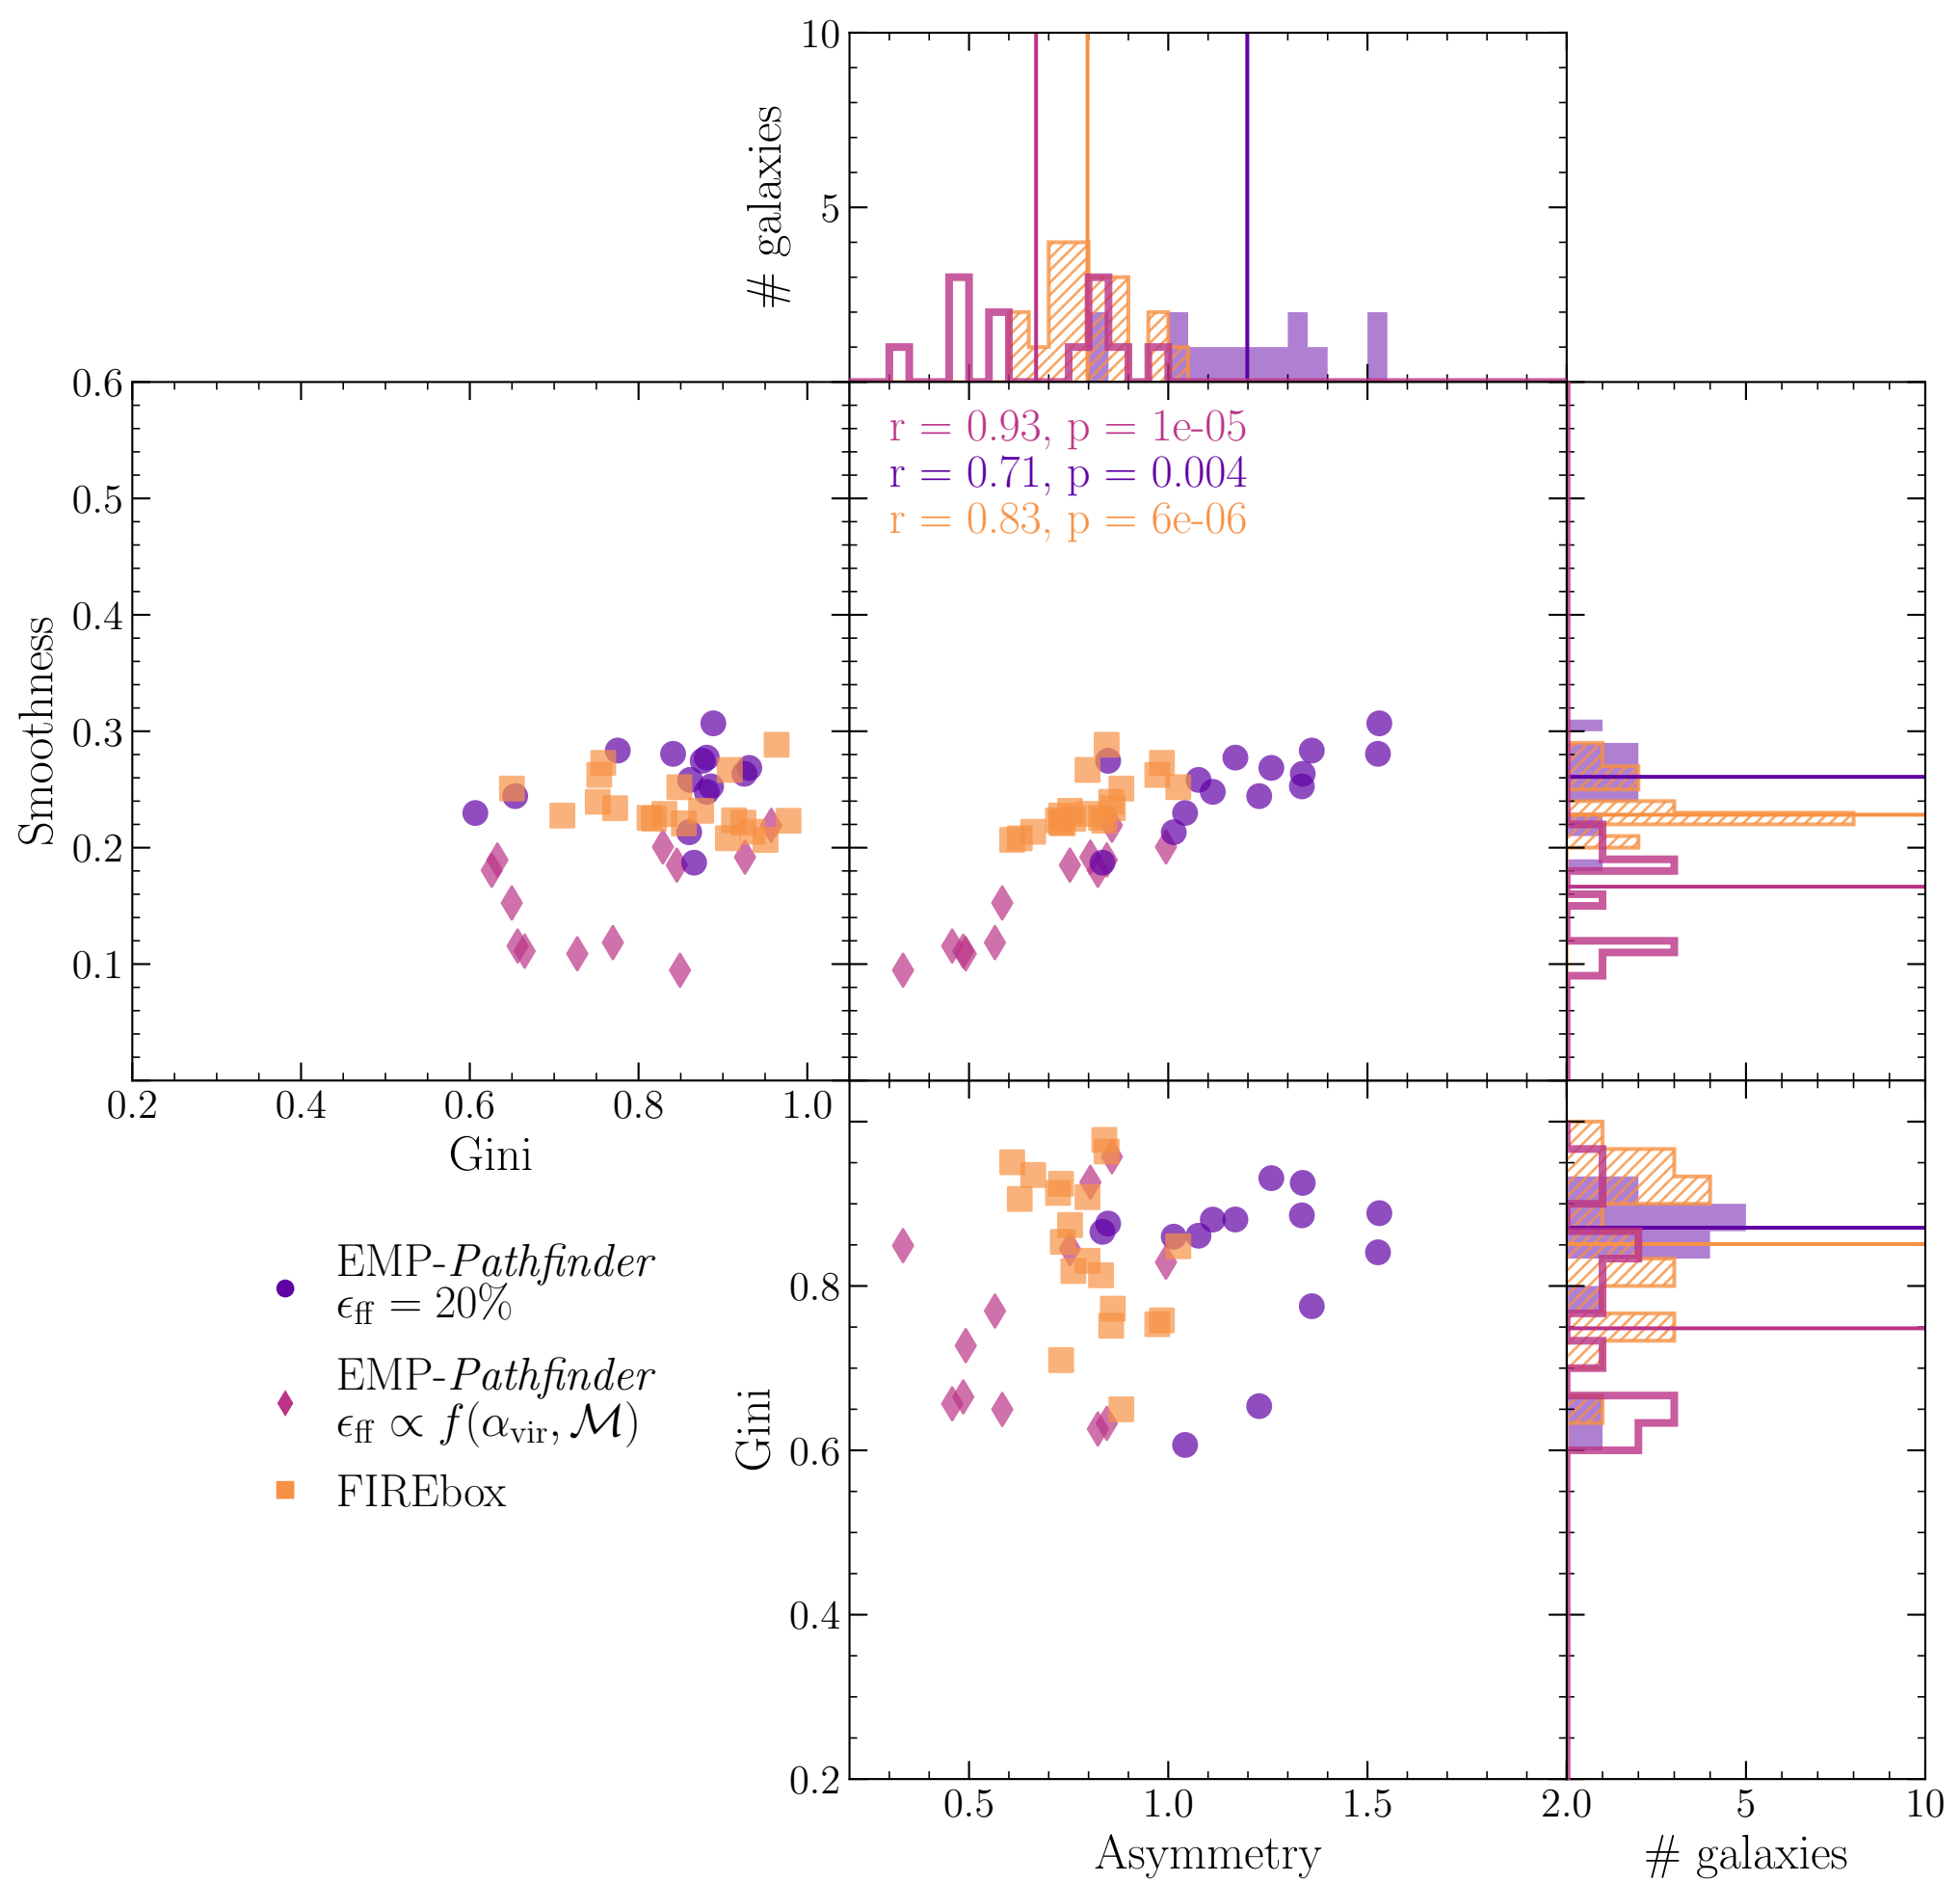 10
5
# galaxies
0.6
0.5
0.4
0.3
0.2
0.1
Smoothness
r = 0.93, p = 1e-05
r = 0.71, p = 0.004
r = 0.83, p = 6e-06
0.2 0.4 0.6 0.8 1.0
Gini
EMP-Pathfinder
ϵff = 20%
EMP-Pathfinder
ϵff ∝ f(αvir, ℳ)
FIREbox
0.8
0.6
0.4
0.2
Gini
0.5 1.0 1.5 2.0 5 10
Asymmetry
# galaxies